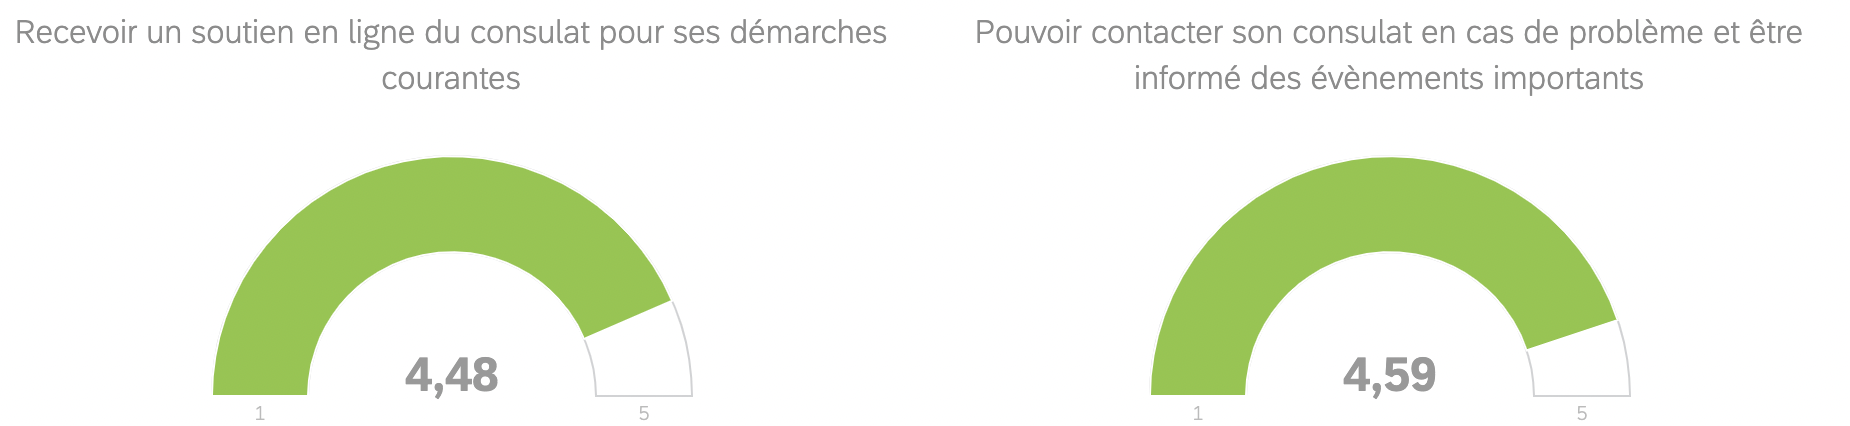 Recevoir un soutien en ligne du consulat pour ses démarches
courantes
4,48
1
5
Pouvoir contacter son consulat en cas de problème et être
informé des évènements importants
4,59
1
5